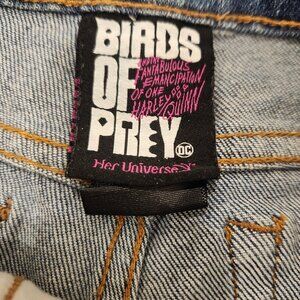 BIRDS
OF
PREY
AND THE
FANTABULOUS
EMANCIPATION
OF ONE
HARLEY
QUINN
DC
Her Universe